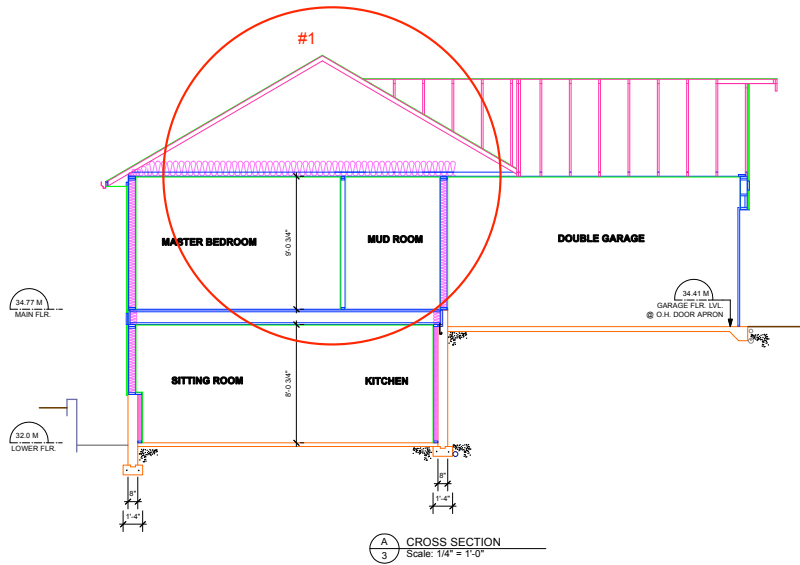 #1
MASTER BEDROOM
MUD ROOM
DOUBLE GARAGE
9'-0 3/4"
34.77 M
MAIN FLR.
34.41 M
GARAGE FLR. LVL.
@ O.H. DOOR APRON
SITTING ROOM
KITCHEN
8'-0 3/4"
32.0 M
LOWER FLR.
8"
8"
1'-4"
1'-4"
A
3
CROSS SECTION
Scale: 1/4" = 1'-0"